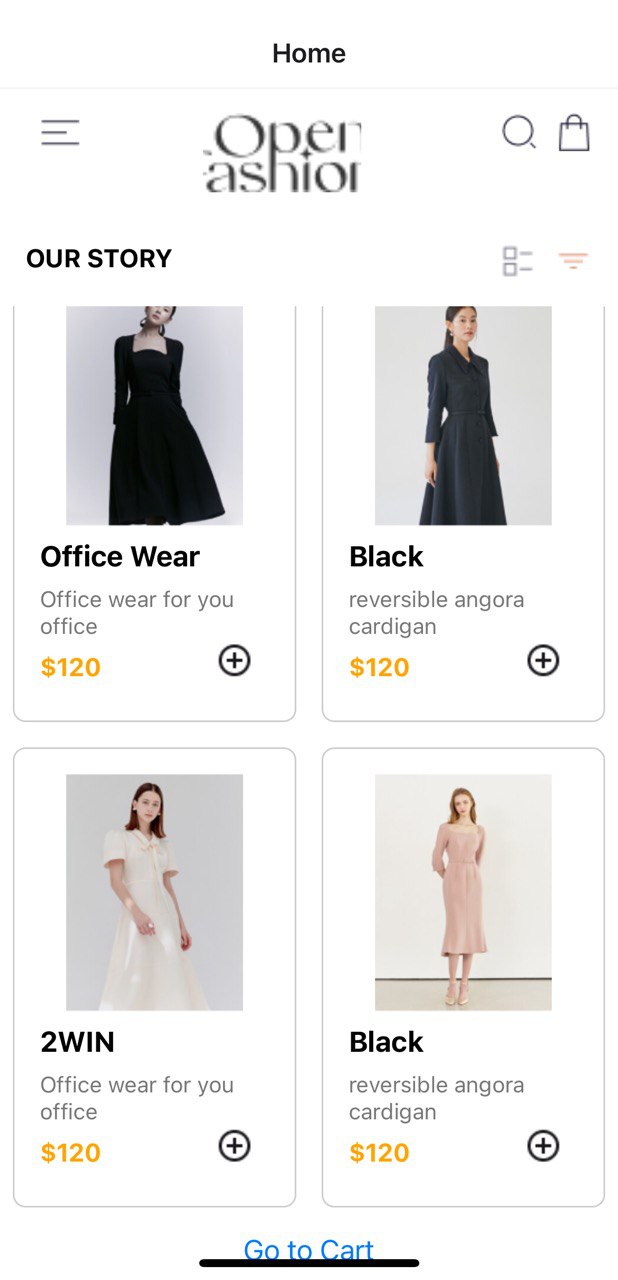 Home
Open
Fashion
OUR STORY
Office Wear
Office wear for you
office
$120
Black
reversible angora
cardigan
$120
2WIN
Office wear for you
office
$120
Black
reversible angora
cardigan
$120
Go to Cart